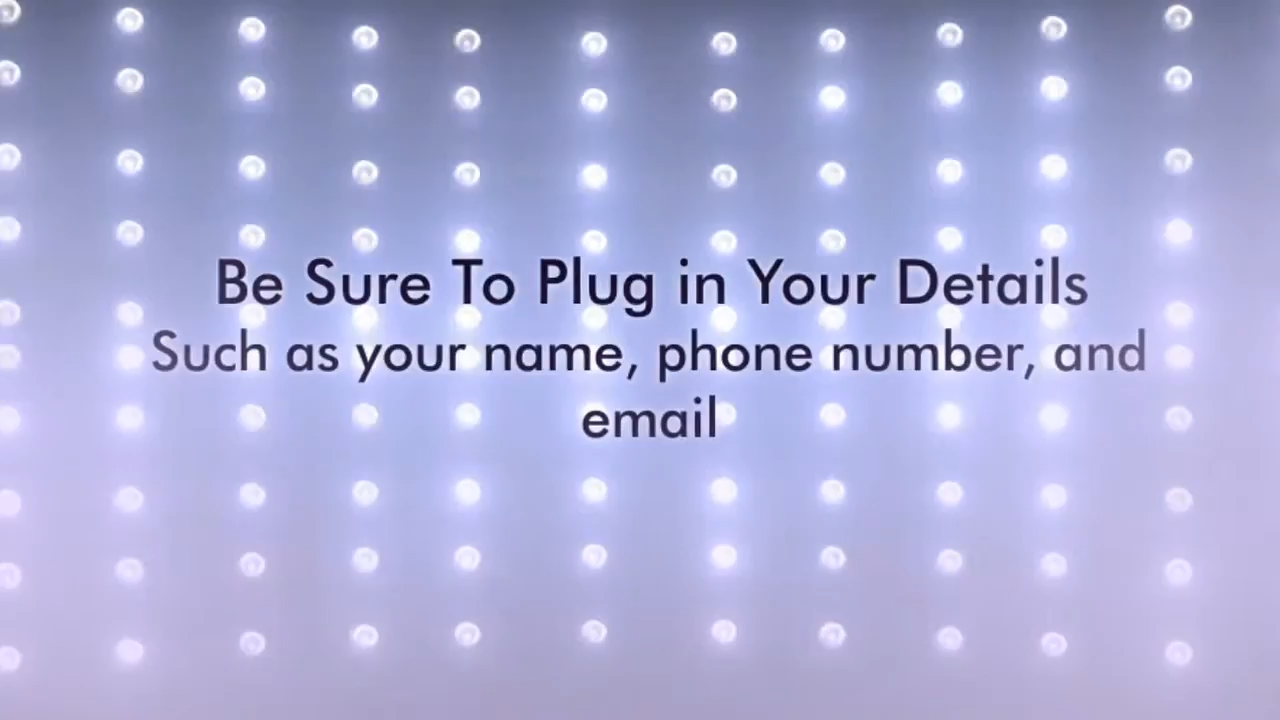 Be Sure To Plug in Your Details
Such as your name, phone number, and
email